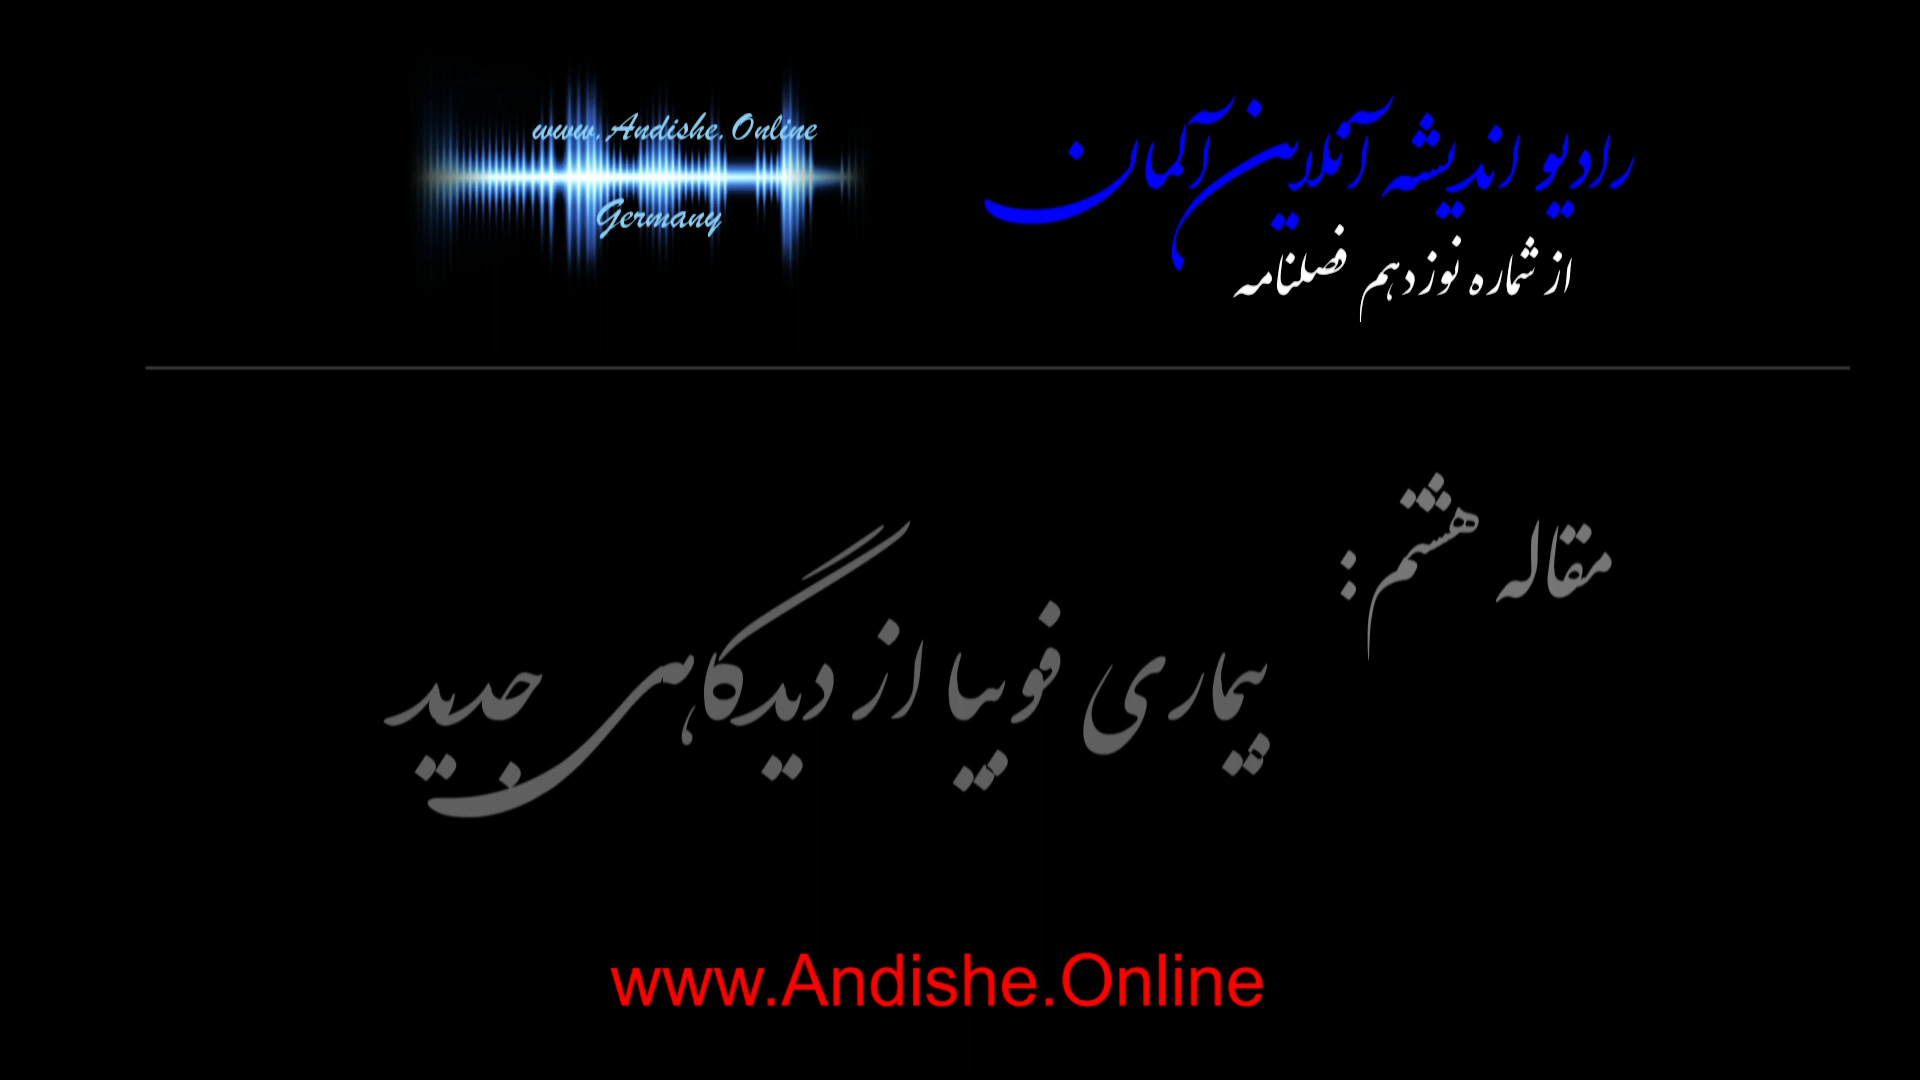 www.Andishe.Online
Germany
رادیو اندیشه آنلاین آلمان
از شماره نوزدهم فصلنامه
مقاله هشتم :
بیماری فوبیا از دیدگاهی جدید
www.Andishe.Online